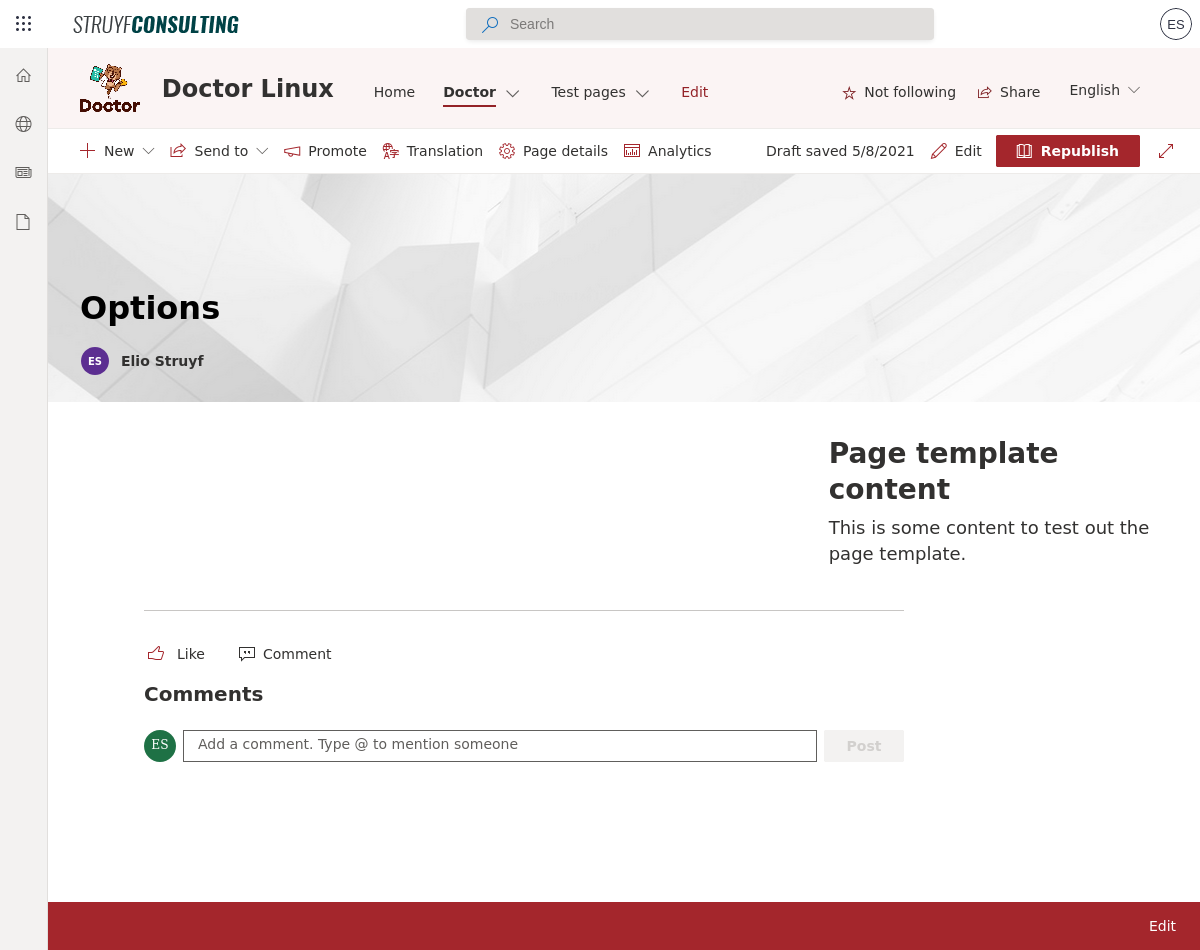 STRUYFCONSULTING
Search
ES
Doctor
Doctor Linux
Home
Doctor
Test pages
Edit
Not following
Share
English
New
Send to
Promote
Translation
Page details
Analytics
Draft saved 5/8/2021
Edit
Republish
Options
ES
Elio Struyf
Page template
content
This is some content to test out the
page template.
Like
Comment
Comments
ES
Add a comment. Type @ to mention someone
Post
Edit